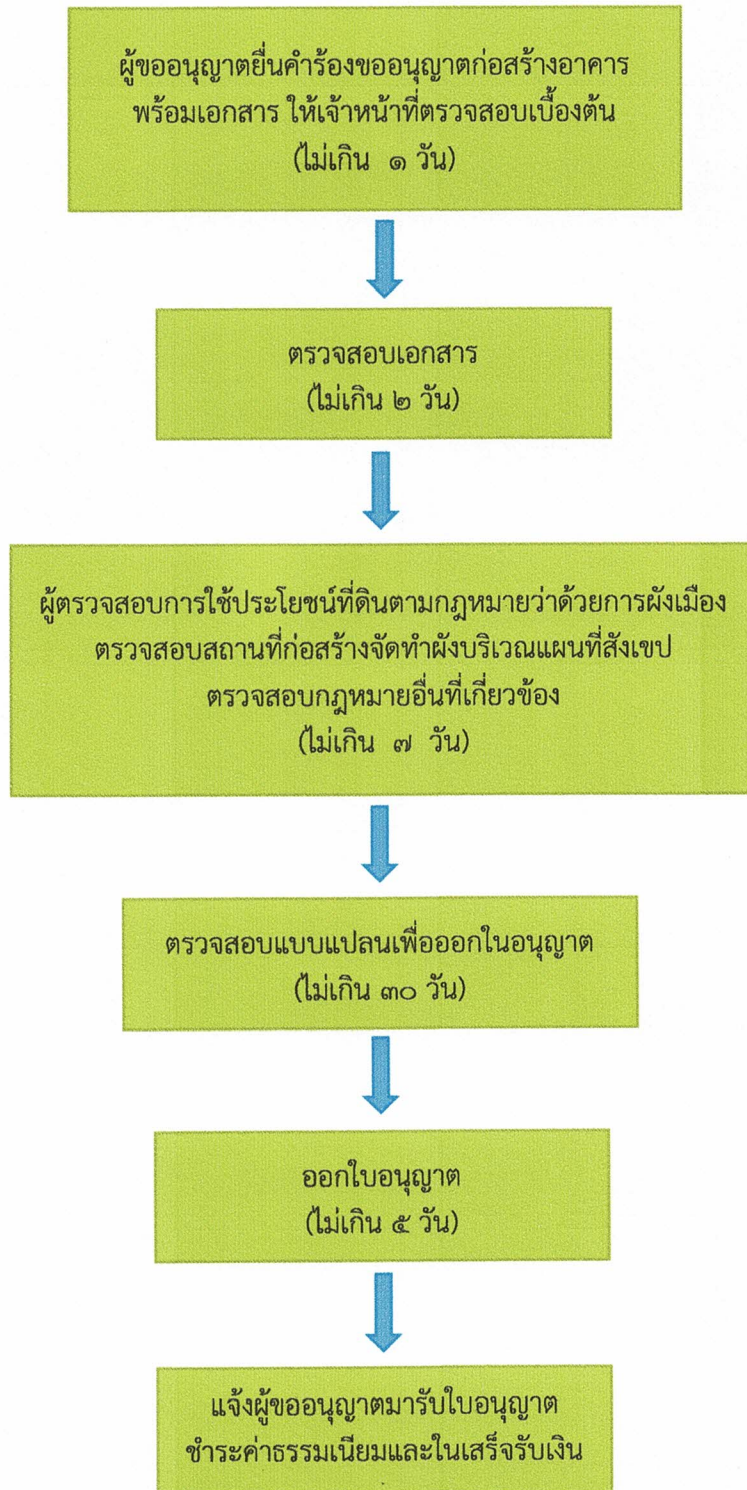 ผู้ขออนุญาตยื่นคำร้องขออนุญาตก่อสร้างอาคาร
พร้อมเอกสาร ให้เจ้าหน้าที่ตรวจสอบเบื้องต้น
(ไม่เกิน ๑ วัน)
ตรวจสอบเอกสาร
(ไม่เกิน ๒ วัน)
ผู้ตรวจสอบการใช้ประโยชน์ที่ดินตามกฎหมายว่าด้วยการผังเมือง
ตรวจสอบสถานที่ก่อสร้างจัดทำผังบริเวณแผนที่สังเขป
ตรวจสอบกฎหมายอื่นที่เกี่ยวข้อง
(ไม่เกิน ๗ วัน)
ตรวจสอบแบบแปลนเพื่อออกในอนุญาต
(ไม่เกิน ๓๐ วัน)
ออกใบอนุญาต
(ไม่เกิน ๕ วัน)
แจ้งผู้ขออนุญาตมารับใบอนุญาต
ชำระค่าธรรมเนียมและในเสร็จรับเงิน